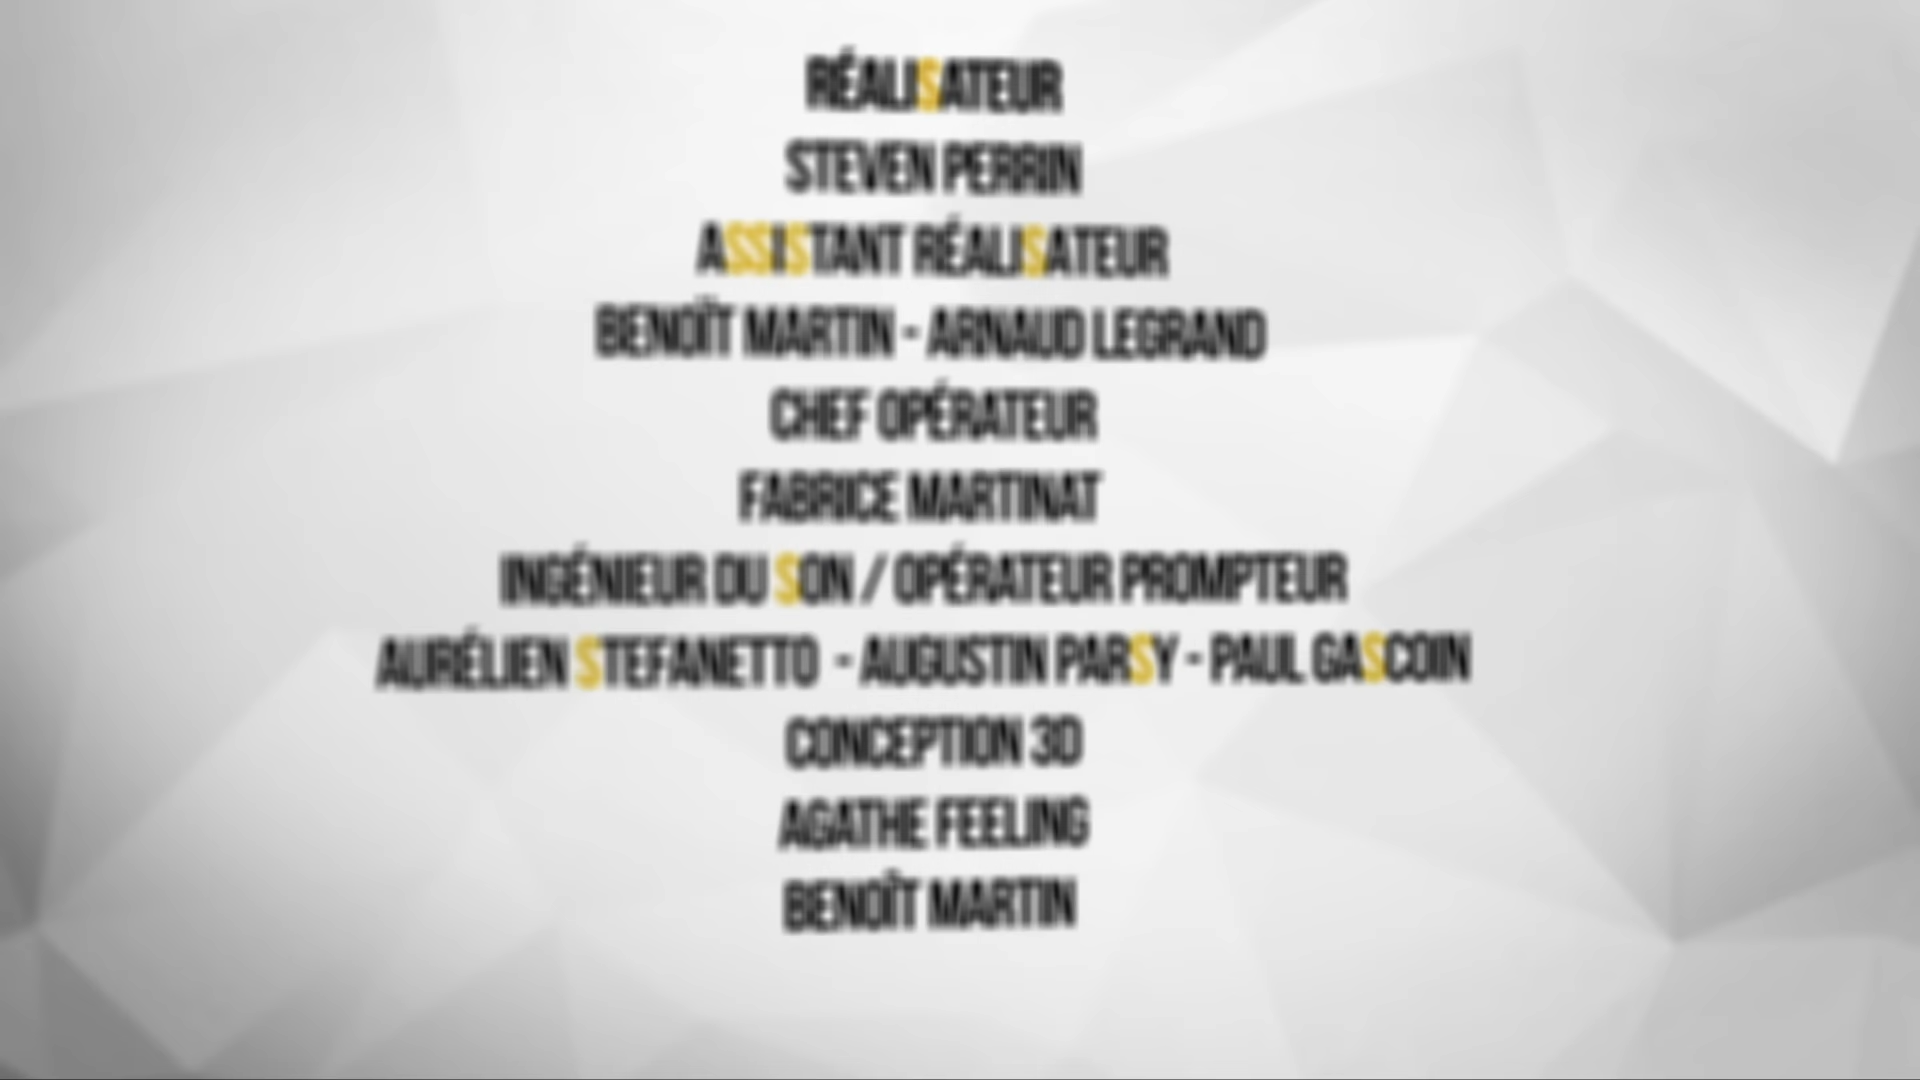 RÉALISATEUR
STEVEN PERRIN
ASSISTANT RÉALISATEUR
BENOÎT MARTIN - ARNAUD LEGRAND
CHEF OPÉRATEUR
FABRICE MARTINAT
INGÉNIEUR DU SON / OPÉRATEUR PROMPTEUR
AURÉLIEN STEFANETTO - AUGUSTIN PARSY - PAUL GASCOIN
CONCEPTION 3D
AGATHE FEELING
BENOÎT MARTIN